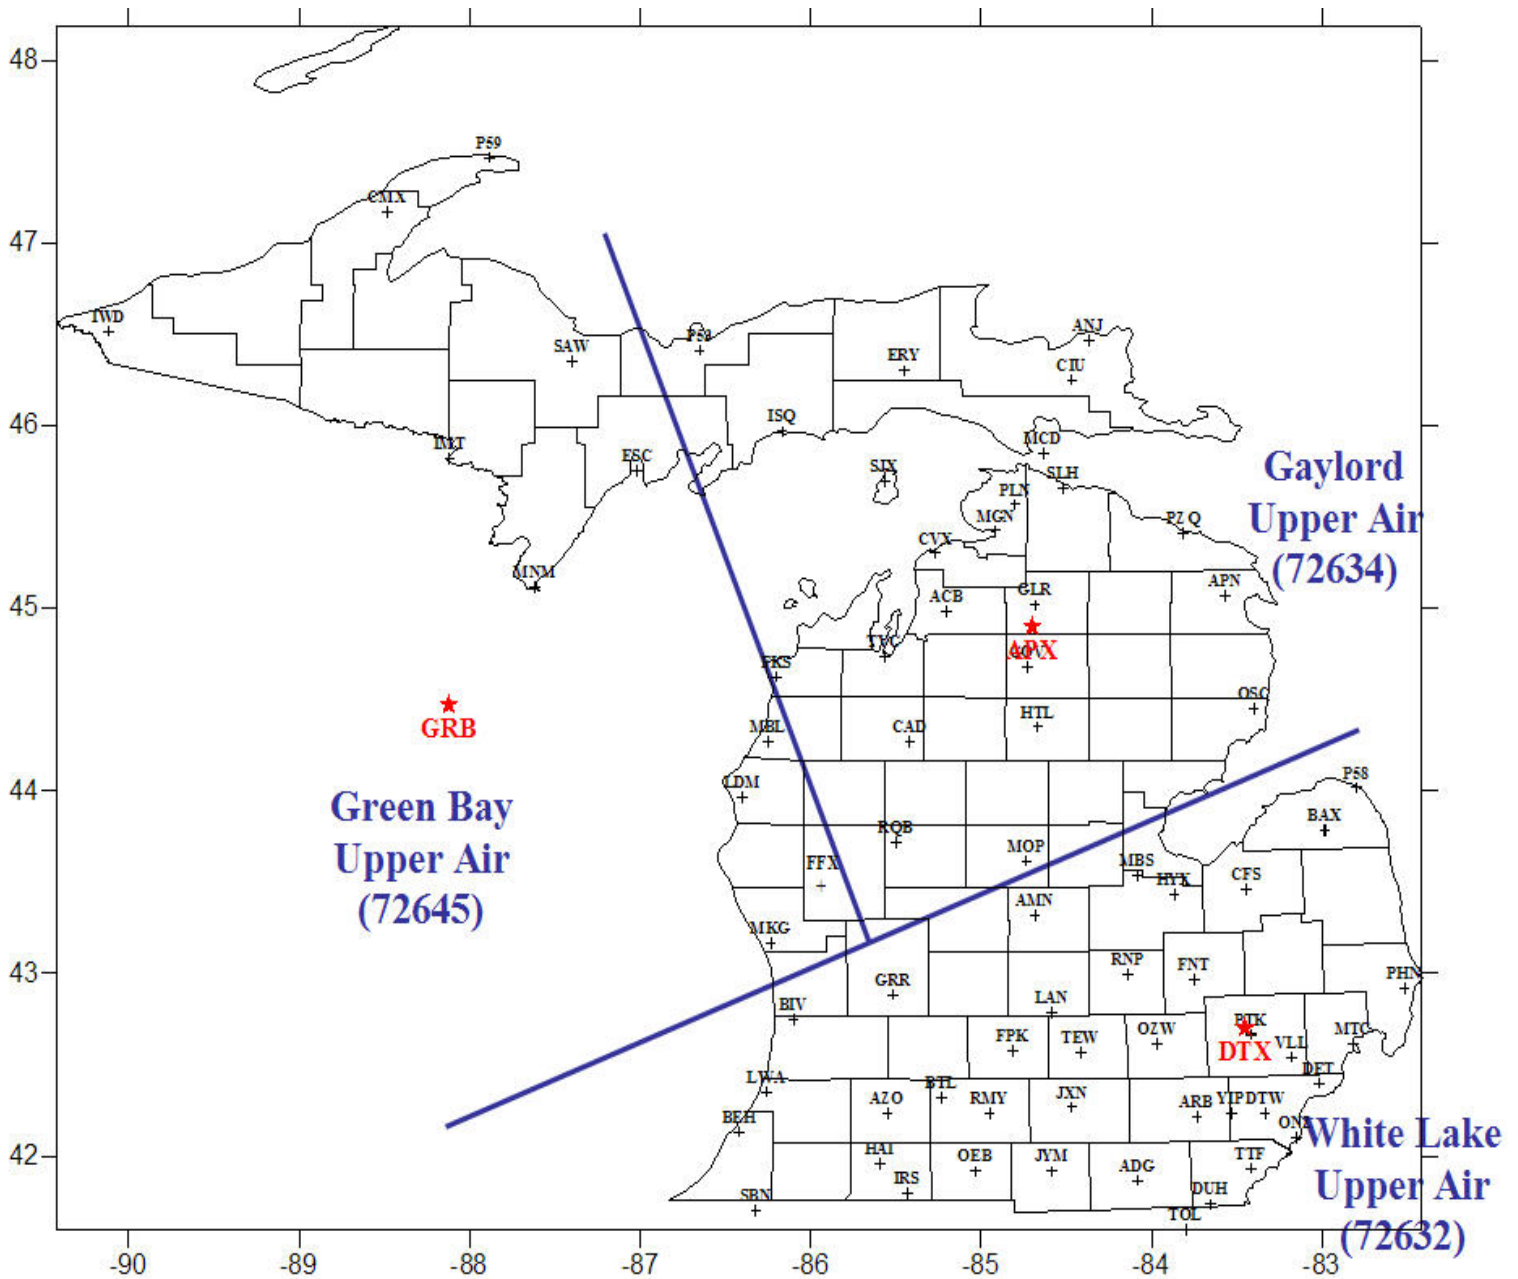 48
P59
CMX
47
IWD
SAW
P53
ERY
ANJ
CIU
46
ISQ
IMT
ESC
MCD
SJX
SLH
PLN
MGN
PZQ
CVX
Gaylord
Upper Air
(72634)
MNM
45
ACB
GLR
APN
TVC
APX
FKS
OSC
GRB
MBL
CAD
HTL
44
LDM
P58
Green Bay
Upper Air
(72645)
RQB
BAX
FFX
MOP
MBS
HYX
CFS
AMN
MKG
43
GRR
RNP
FNT
PHN
BIV
LAN
FPK
TEW
OZW
PTK
DTX
VLL
MTC
DET
LWA
BTL
AZO
RMY
JXN
ARB
YIP
DTW
BEH
ONZ
White Lake
Upper Air
(72632)
42
HAI
IRS
OEB
JYM
ADG
TTF
DUH
SBN
TOL
-90
-89
-88
-87
-86
-85
-84
-83